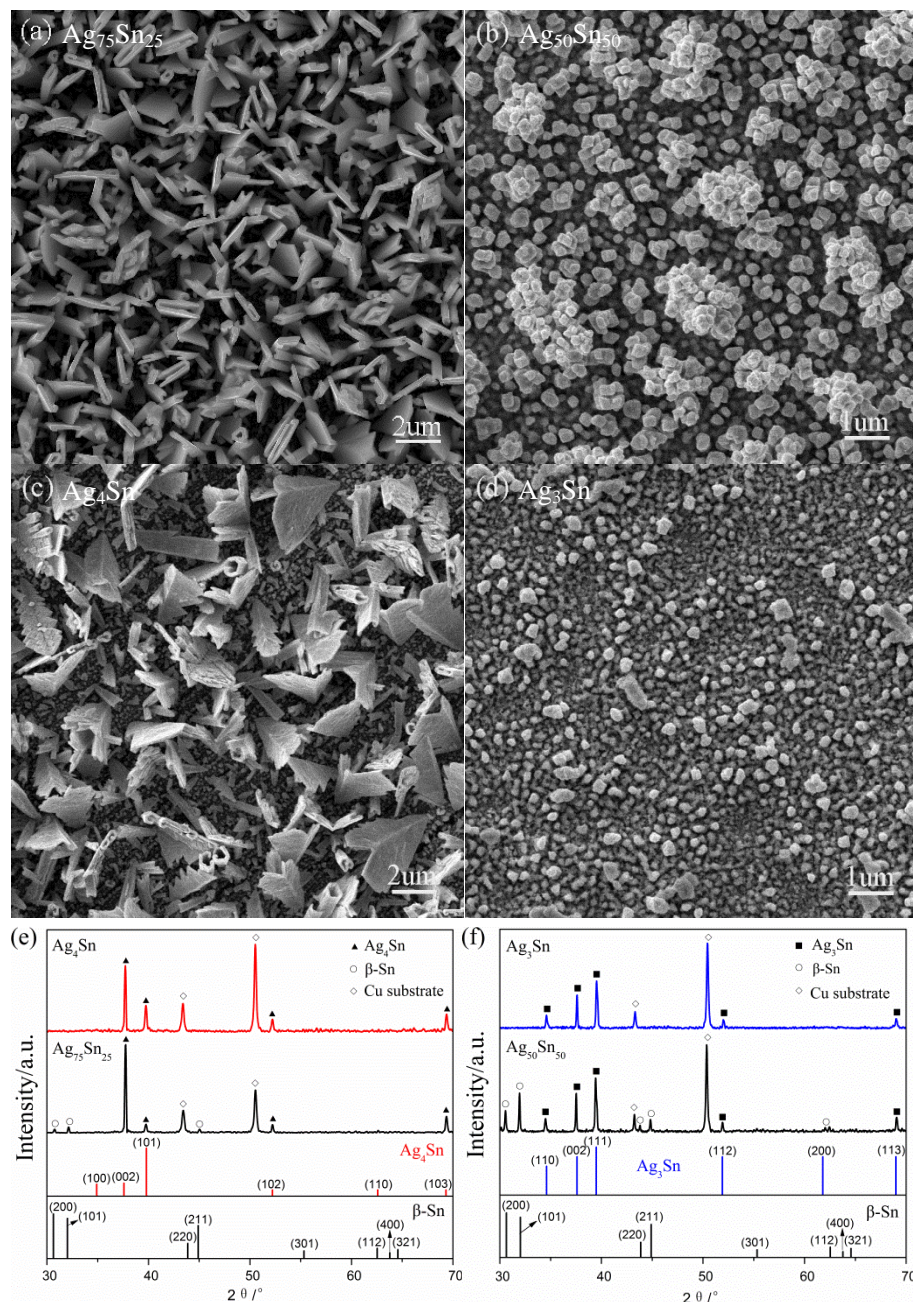 (a) Ag₇₅Sn₂₅
2um
(b) Ag₅₀Sn₅₀
1um
(c) Ag₄Sn
2um
(d) Ag₃Sn
1um
(e) Ag₄Sn
▲ Ag₄Sn
○ β-Sn
◇ Cu substrate
Ag₇₅Sn₂₅
Intensity/a.u.
(101)
Ag₄Sn
(100) (002) (102) (110) (103)
β-Sn
(200) (101) (220) (211) (301) (112) (400) (321)
30 40 50 60 70
2 θ /°
(f) Ag₃Sn
■ Ag₃Sn
○ β-Sn
◇ Cu substrate
Ag₅₀Sn₅₀
Intensity/a.u.
(110) (002) (111) (112) (200) (113)
Ag₃Sn
β-Sn
(200) (101) (220) (211) (301) (112) (400) (321)
30 40 50 60 70
2 θ /°